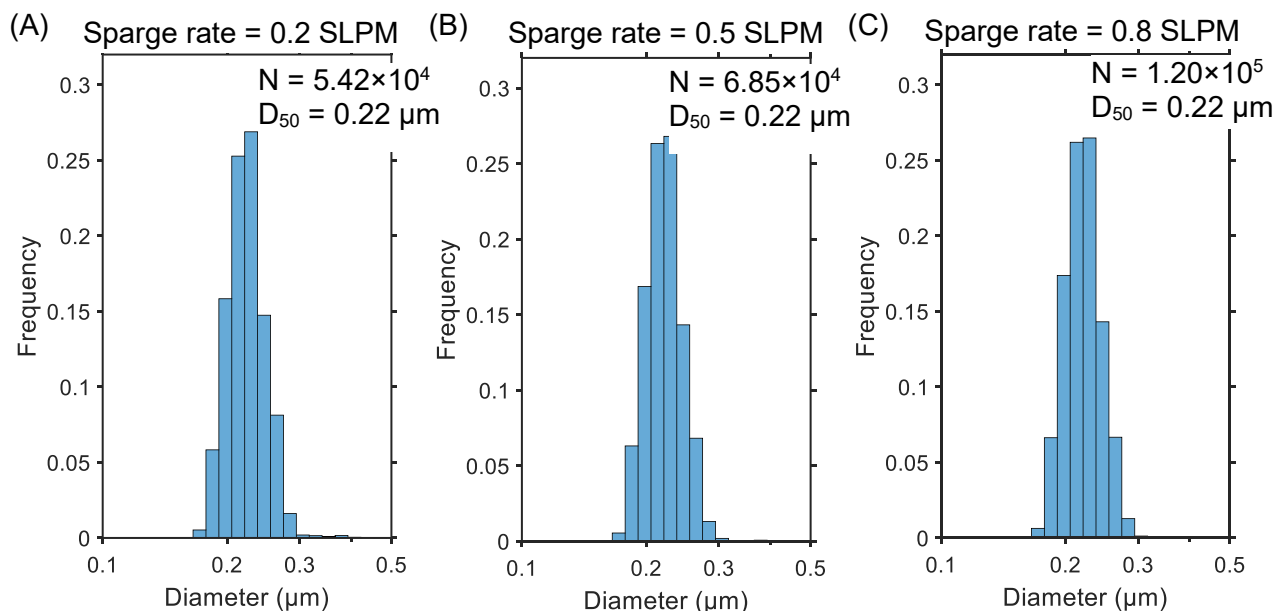 (A)
Sparge rate = 0.2 SLPM
N = 5.42×10⁴
D₅₀ = 0.22 µm
0.3
0.25
0.2
0.15
0.1
0.05
0
Frequency
0.1
0.2
0.3
0.5
Diameter (µm)
(B)
Sparge rate = 0.5 SLPM
N = 6.85×10⁴
D₅₀ = 0.22 µm
0.3
0.25
0.2
0.15
0.1
0.05
0
Frequency
0.1
0.2
0.3
0.5
Diameter (µm)
(C)
Sparge rate = 0.8 SLPM
N = 1.20×10⁵
D₅₀ = 0.22 µm
0.3
0.25
0.2
0.15
0.1
0.05
0
Frequency
0.1
0.2
0.3
0.5
Diameter (µm)